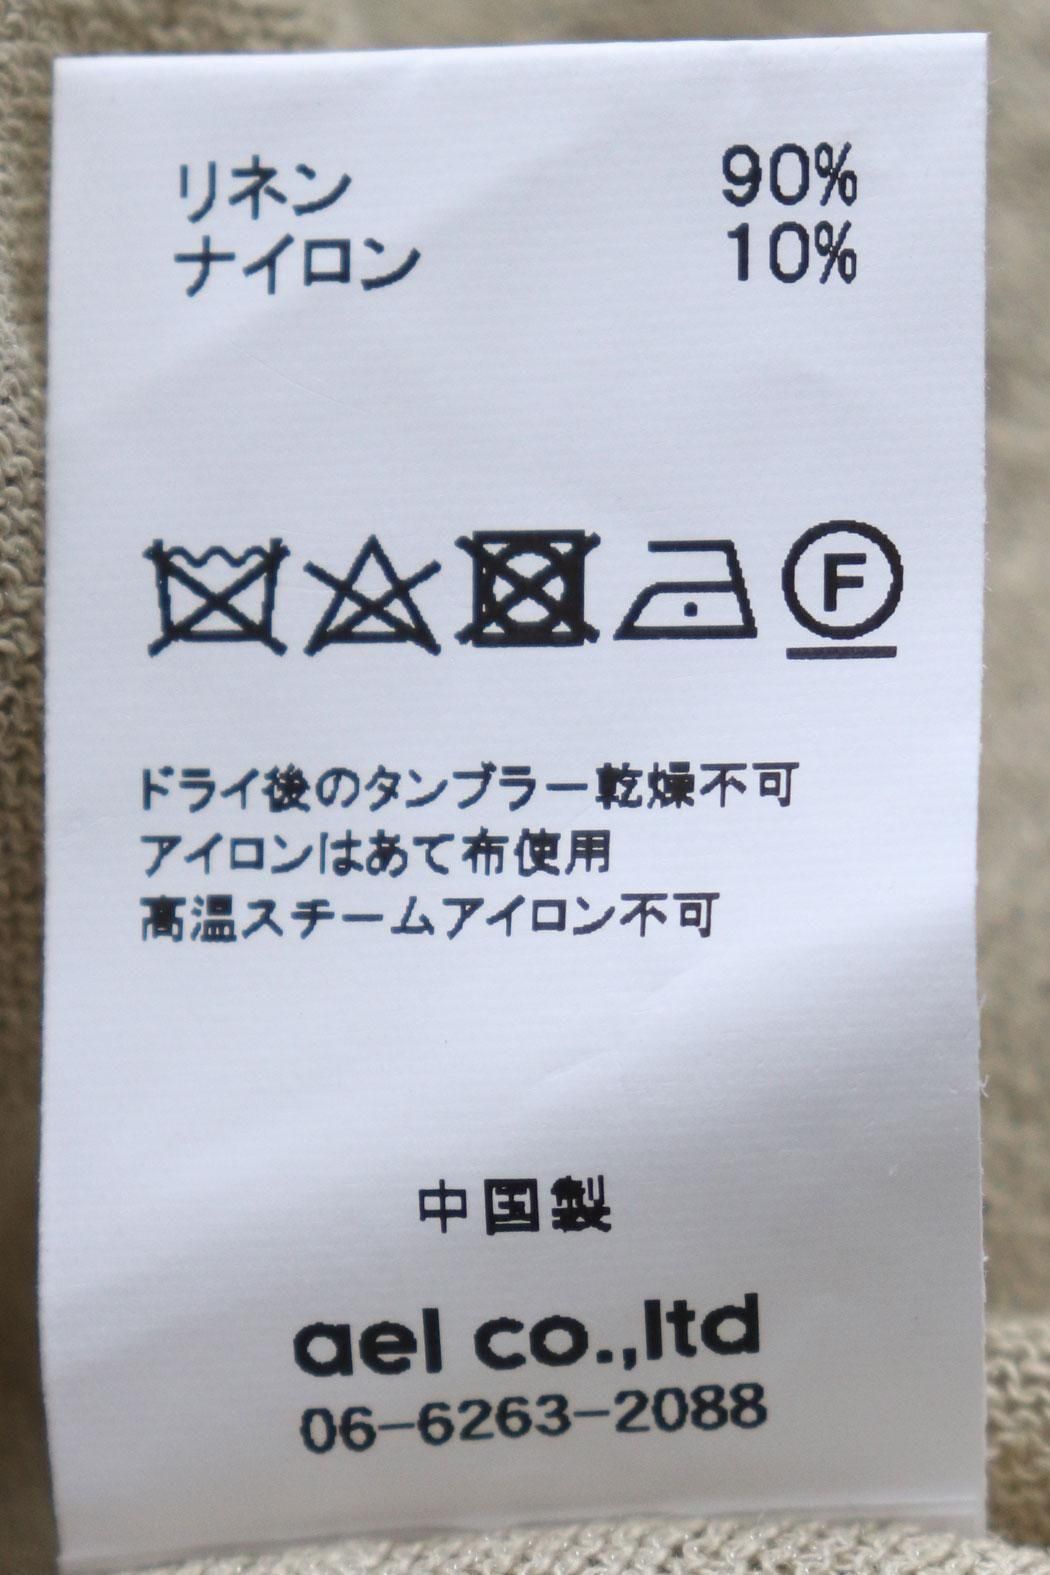 リネン 90%
ナイロン 10%
F
ドライ後のタンブラー乾燥不可
アイロンはあて布使用
高温スチームアイロン不可
中国製
ael co.,ltd
06-6263-2088